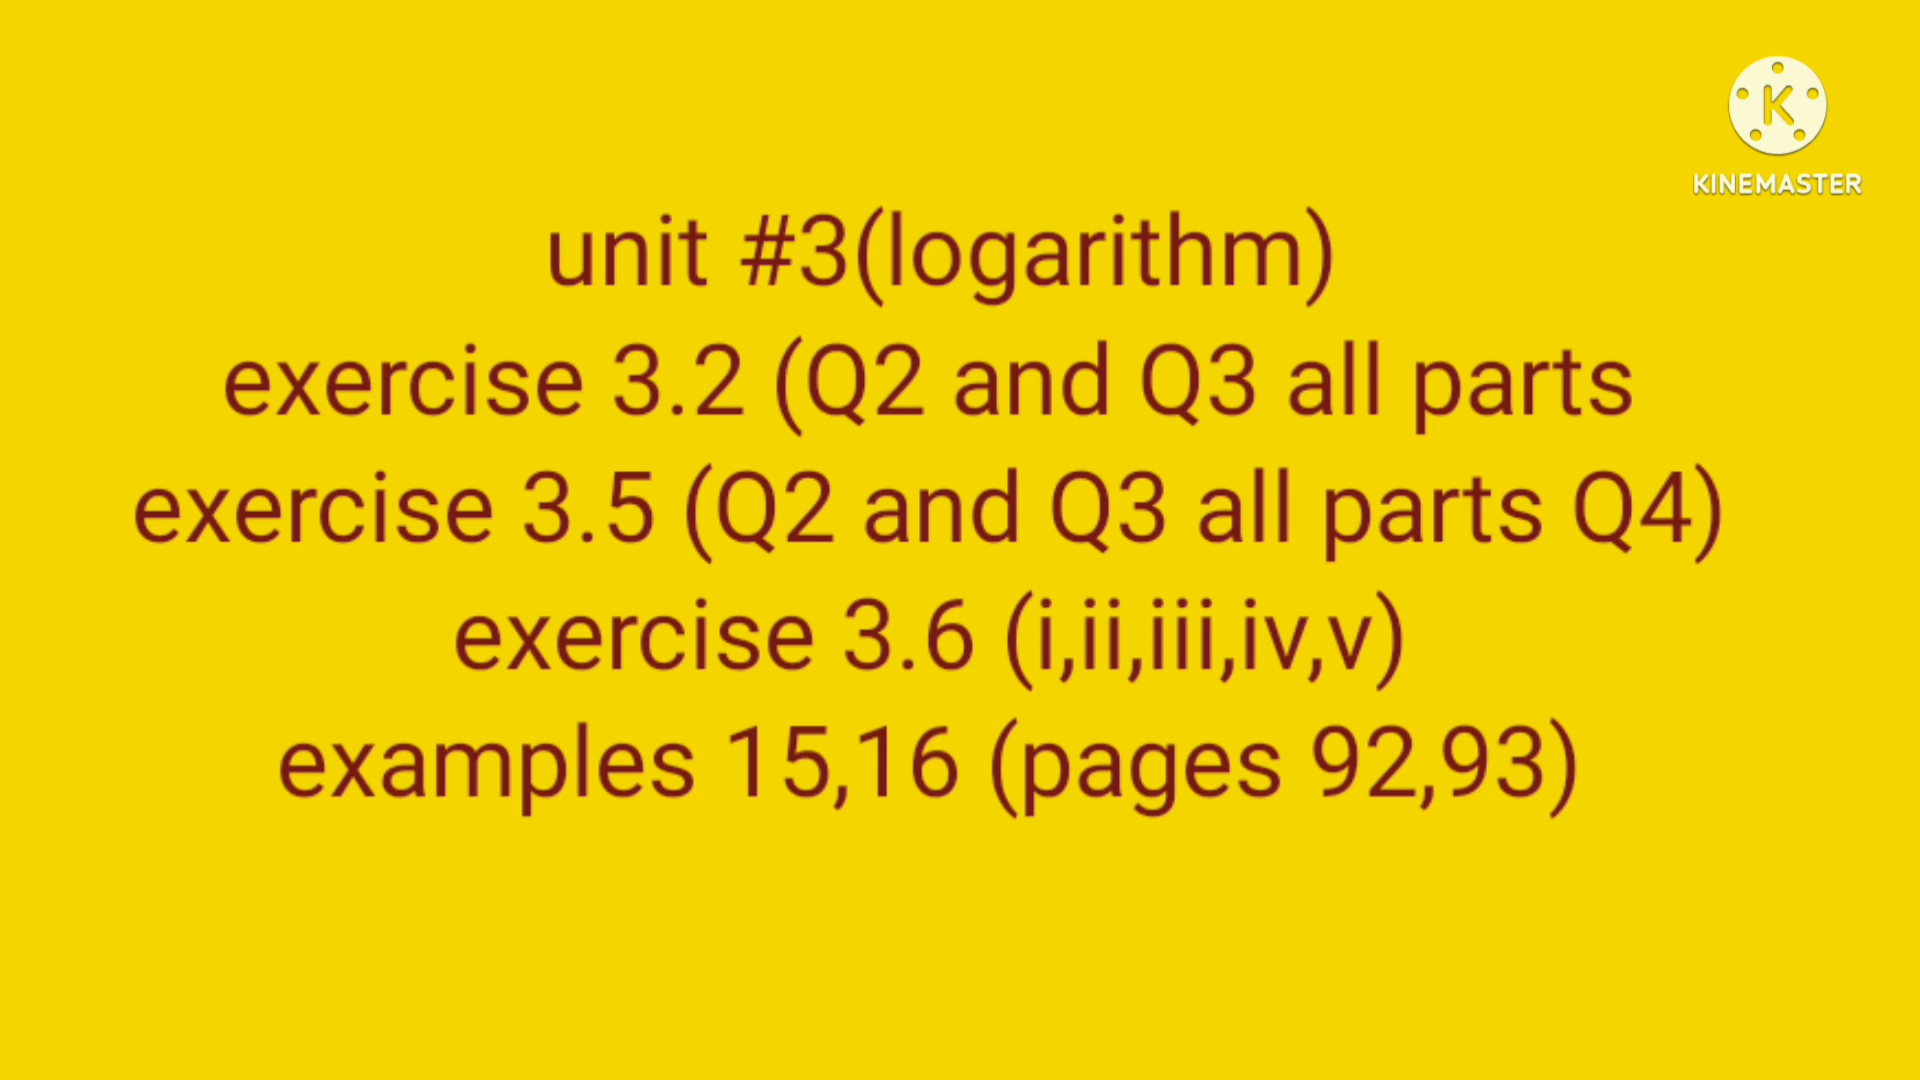 K
KINEMASTER
unit #3(logarithm)
exercise 3.2 (Q2 and Q3 all parts
exercise 3.5 (Q2 and Q3 all parts Q4)
exercise 3.6 (i,ii,iii,iv,v)
examples 15,16 (pages 92,93)